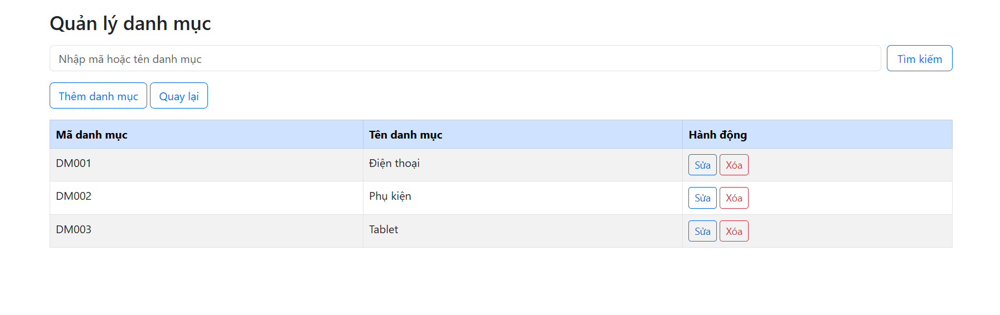 Quản lý danh mục
Nhập mã hoặc tên danh mục Tìm kiếm
Thêm danh mục Quay lại
Mã danh mục Tên danh mục Hành động
DM001 Điện thoại Sửa Xóa
DM002 Phụ kiện Sửa Xóa
DM003 Tablet Sửa Xóa